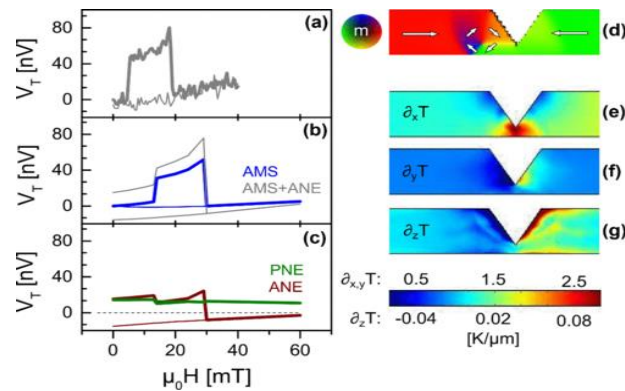 (a)
V_T [nV]
80
40
0
(b)
V_T [nV]
80
40
0
AMS
AMS+ANE
(c)
V_T [nV]
80
40
0
PNE
ANE
0 20 40 60
μ₀H [mT]
m
(d)
∂ₓT
(e)
∂_yT
(f)
∂_zT
(g)
∂_{x,y}T: 0.5 1.5 2.5
∂_zT: -0.04 0.02 0.08
[K/μm]